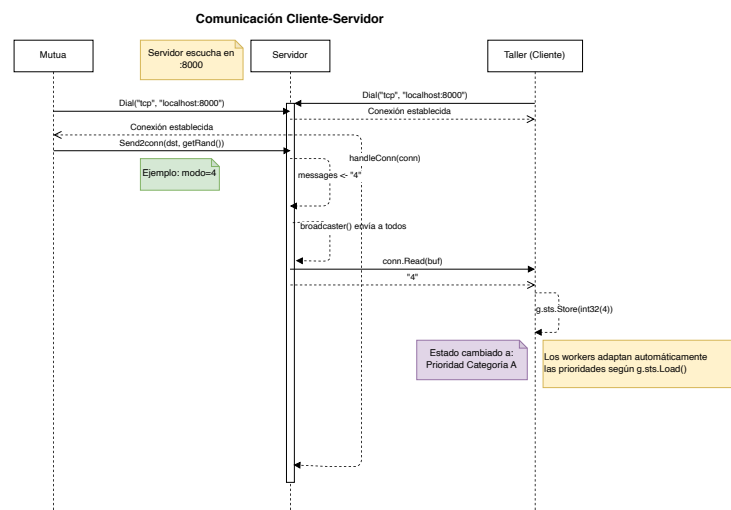 Comunicación Cliente-Servidor
Mutua
Servidor escucha en
:8000
Servidor
Taller (Cliente)
Dial("tcp", "localhost:8000")
Dial("tcp", "localhost:8000")
Conexión establecida
Conexión establecida
Send2conn(dst, getRand())
handleConn(conn)
Ejemplo: modo=4
messages <- "4"
broadcaster() envía a todos
conn.Read(buf)
"4"
g.sts.Store(int32(4))
Estado cambiado a:
Prioridad Categoría A
Los workers adaptan automáticamente
las prioridades según g.sts.Load()